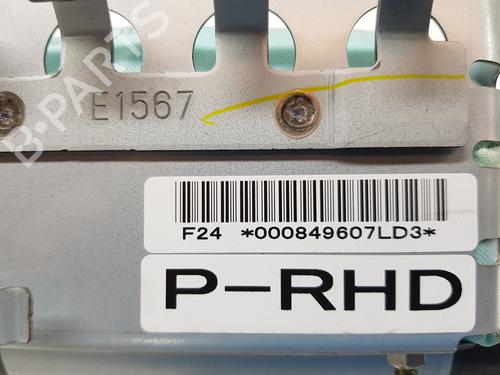 B-PARTS
E1567
F24 *000849607LD3*
P-RHD